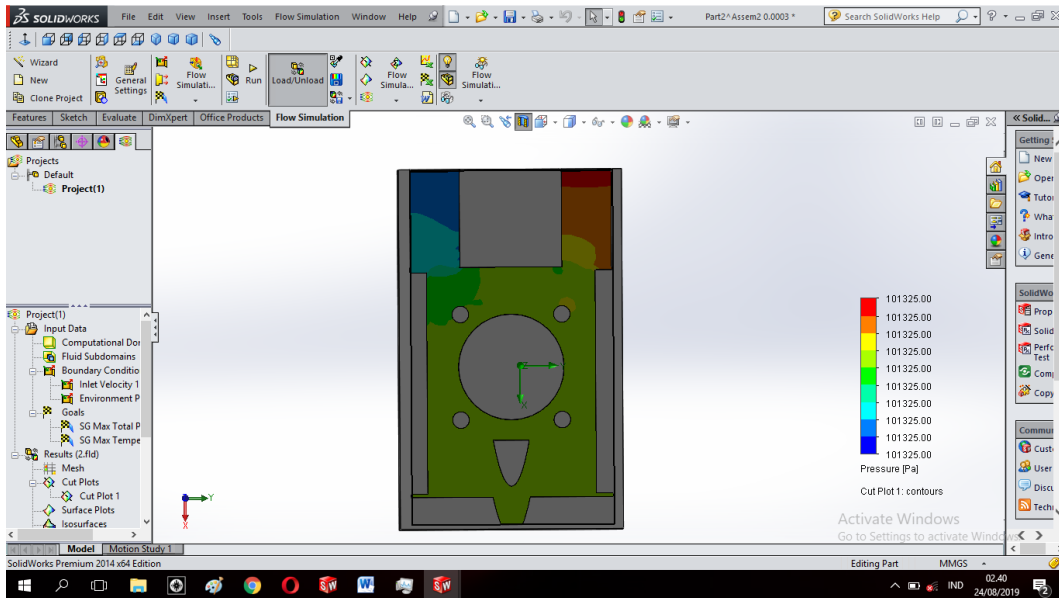 SOLIDWORKS File Edit View Insert Tools Flow Simulation Window Help Part2^Assem2 0.0003 * Search SolidWorks Help
Wizard
New
Clone Project
General
Settings
Flow
Simulati...
Run
Load/Unload
Flow
Simula...
Flow
Simulati...
Features Sketch Evaluate DimXpert Office Products Flow Simulation
Projects
Default
Project(1)
Project(1)
Input Data
Computational Dor
Fluid Subdomains
Boundary Conditio
Inlet Velocity 1
Environment P
Goals
SG Max Total P
SG Max Tempe
Results (2.fld)
Mesh
Cut Plots
Cut Plot 1
Surface Plots
Isosurfaces
Y
X
X
101325.00
101325.00
101325.00
101325.00
101325.00
101325.00
101325.00
101325.00
101325.00
101325.00
Pressure [Pa]
Cut Plot 1: contours
« Solid...
Getting
New
Open
Tutor
Wha
Intro
Gene
SolidWo
Prop
Solid
Perfo
Test
Comp
Copy
Commu
Custo
User
Discu
Techn
Activate Windows
Go to Settings to activate Windows
Model Motion Study 1
SolidWorks Premium 2014 x64 Edition Editing Part MMGS
IND
02.40
24/08/2019